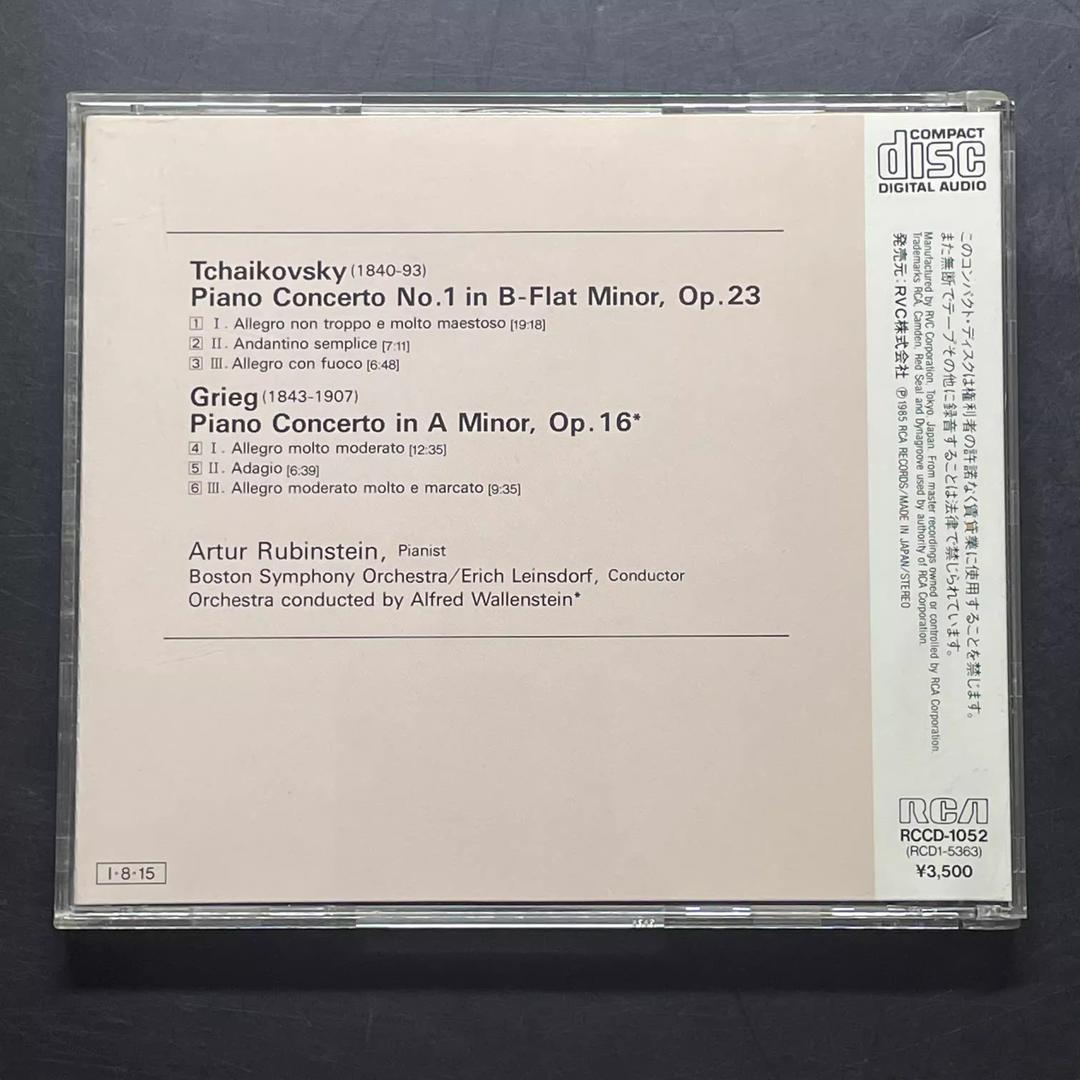 Tchaikovsky (1840-93)
Piano Concerto No.1 in B-Flat Minor, Op.23
1 I. Allegro non troppo e molto maestoso [19:18]
2 II. Andantino semplice [7:11]
3 III. Allegro con fuoco [6:48]
Grieg (1843-1907)
Piano Concerto in A Minor, Op.16*
4 I. Allegro molto moderato [12:35]
5 II. Adagio [6:39]
6 III. Allegro moderato molto e marcato [9:35]
Artur Rubinstein, Pianist
Boston Symphony Orchestra/Erich Leinsdorf, Conductor
Orchestra conducted by Alfred Wallenstein*
I·8·15
COMPACT
disc
DIGITAL AUDIO
このコンパクト・ディスクは権利者の許諾なく賃貸業に使用することを禁じます。
また無断でテープその他に録音することは法律で禁じられています。
Manufactured by RVC Corporation, Tokyo, Japan. From master recordings owned or controlled by RCA Corporation.
Trademarks RCA, Camden, Red Seal and Dynagroove used by authority of RCA Corporation.
発売元:RVC株式会社 Ⓟ1985 RCA RECORDS/MADE IN JAPAN/STEREO
RCA
RCCD-1052
(RCD1-5363)
¥3,500